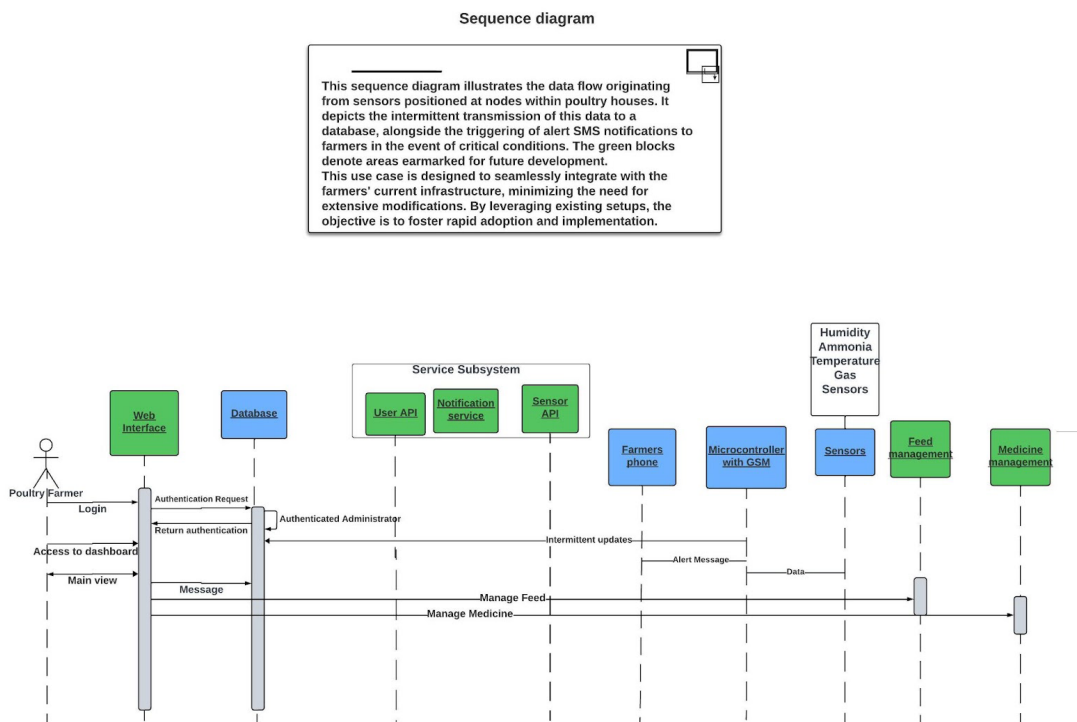 Sequence diagram
This sequence diagram illustrates the data flow originating
from sensors positioned at nodes within poultry houses. It
depicts the intermittent transmission of this data to a
database, alongside the triggering of alert SMS notifications to
farmers in the event of critical conditions. The green blocks
denote areas earmarked for future development.
This use case is designed to seamlessly integrate with the
farmers' current infrastructure, minimizing the need for
extensive modifications. By leveraging existing setups, the
objective is to foster rapid adoption and implementation.
Humidity
Ammonia
Temperature
Gas
Sensors
Service Subsystem
Web
Interface
Database
User API
Notification
service
Sensor
API
Farmers
phone
Microcontroller
with GSM
Sensors
Feed
management
Medicine
management
Poultry Farmer
Login
Authentication Request
Authenticated Administrator
Return authentication
Access to dashboard
Intermittent updates
Alert Message
Data
Main view
Message
Manage Feed
Manage Medicine